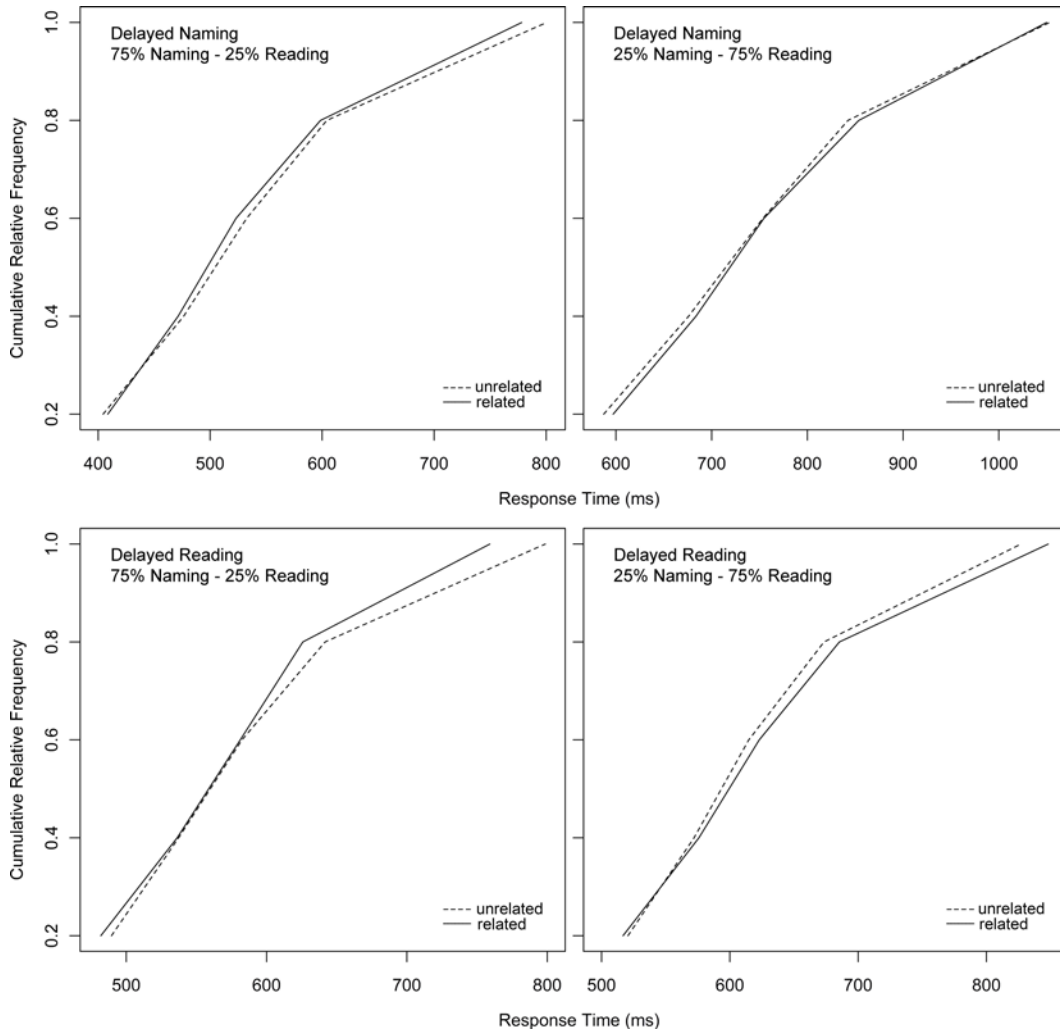 Delayed Naming
75% Naming - 25% Reading
Delayed Naming
25% Naming - 75% Reading
Cumulative Relative Frequency
1.0
0.8
0.6
0.4
0.2
unrelated
related
unrelated
related
400 500 600 700 800
600 700 800 900 1000
Response Time (ms)
Delayed Reading
75% Naming - 25% Reading
Delayed Reading
25% Naming - 75% Reading
Cumulative Relative Frequency
1.0
0.8
0.6
0.4
0.2
unrelated
related
unrelated
related
500 600 700 800
500 600 700 800
Response Time (ms)